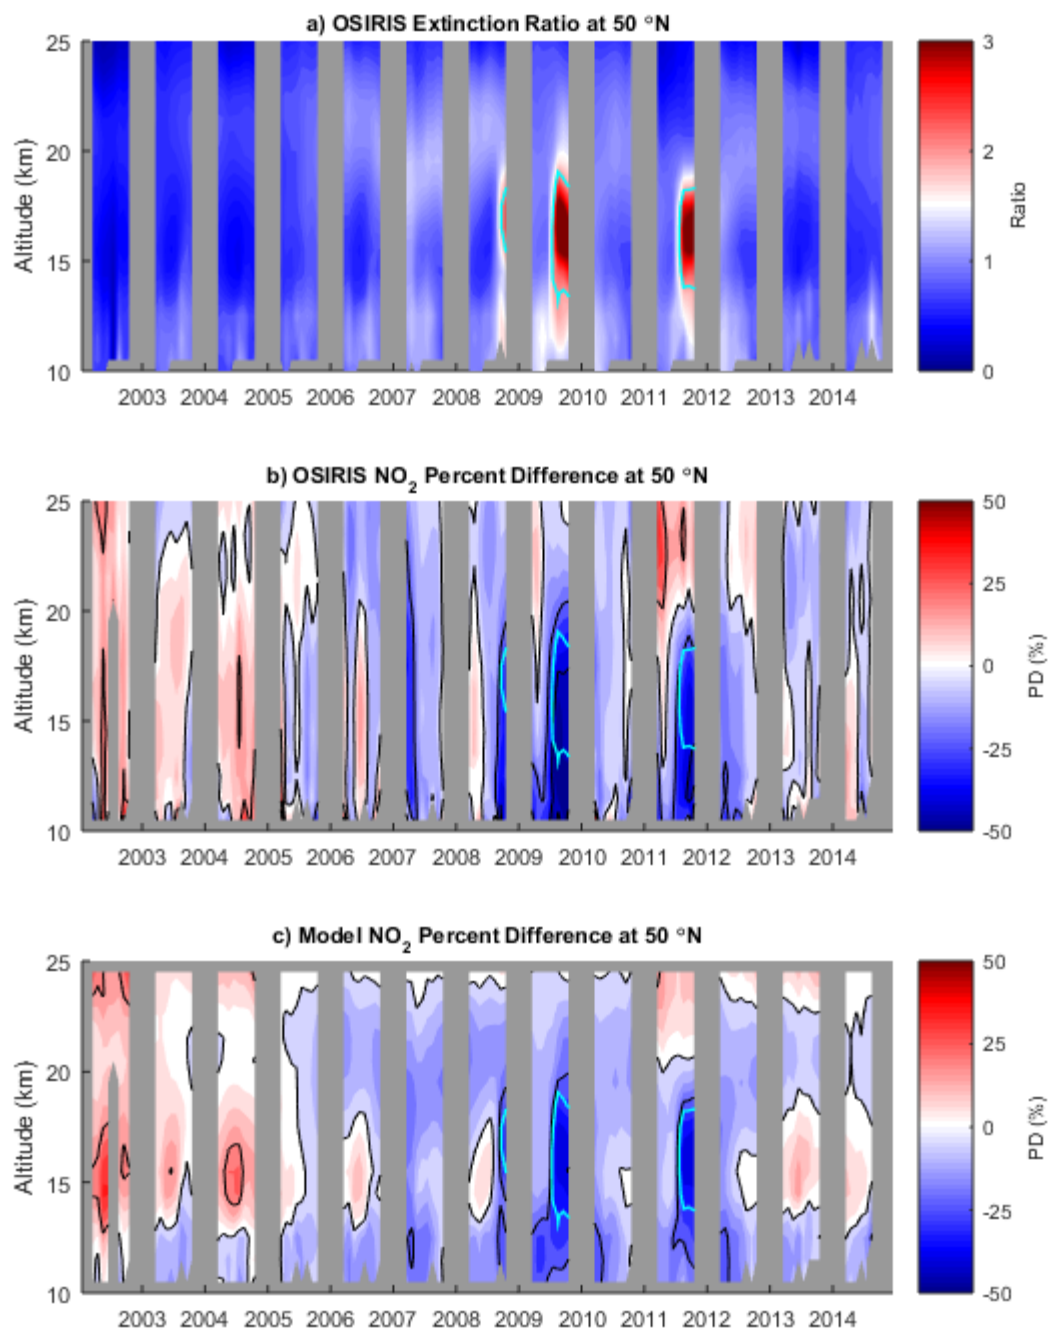 a) OSIRIS Extinction Ratio at 50 °N
25
20
15
10
Altitude (km)
2003 2004 2005 2006 2007 2008 2009 2010 2011 2012 2013 2014
3
2
1
0
Ratio
b) OSIRIS NO2 Percent Difference at 50 °N
25
20
15
10
Altitude (km)
2003 2004 2005 2006 2007 2008 2009 2010 2011 2012 2013 2014
50
25
0
-25
-50
PD (%)
c) Model NO2 Percent Difference at 50 °N
25
20
15
10
Altitude (km)
2003 2004 2005 2006 2007 2008 2009 2010 2011 2012 2013 2014
50
25
0
-25
-50
PD (%)